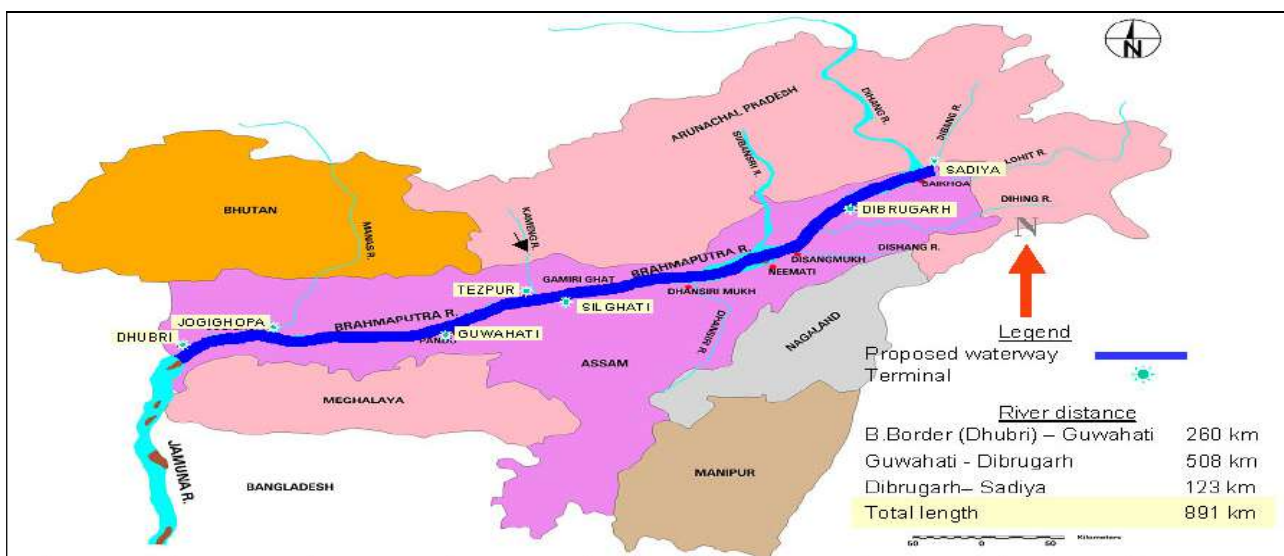 N
ARUNACHAL PRADESH
DIHANG R.
DIBANG R.
SUBANSRI R.
LOHIT R.
SADIYA
SAIKHOA
DIHING R.
N
BHUTAN
MANAS R.
KAMENG R.
DIBRUGARH
DISHANG R.
BRAHMAPUTRA R.
DISANGMUKH
NEEMATI
GAMIRI GHAT
TEZPUR
DHANSIRI MUKH
SILGHATI
JOGIGHOPA
BRAHMAPUTRA R.
DHUBRI
GUWAHATI
PANDU
DHANSIRI R.
NAGALAND
ASSAM
MEGHALAYA
JAMUNA R.
BANGLADESH
MANIPUR
Legend
Proposed waterway
Terminal
River distance
B.Border (Dhubri) – Guwahati 260 km
Guwahati - Dibrugarh 508 km
Dibrugarh– Sadiya 123 km
Total length 891 km
50 0 50 Kilometers